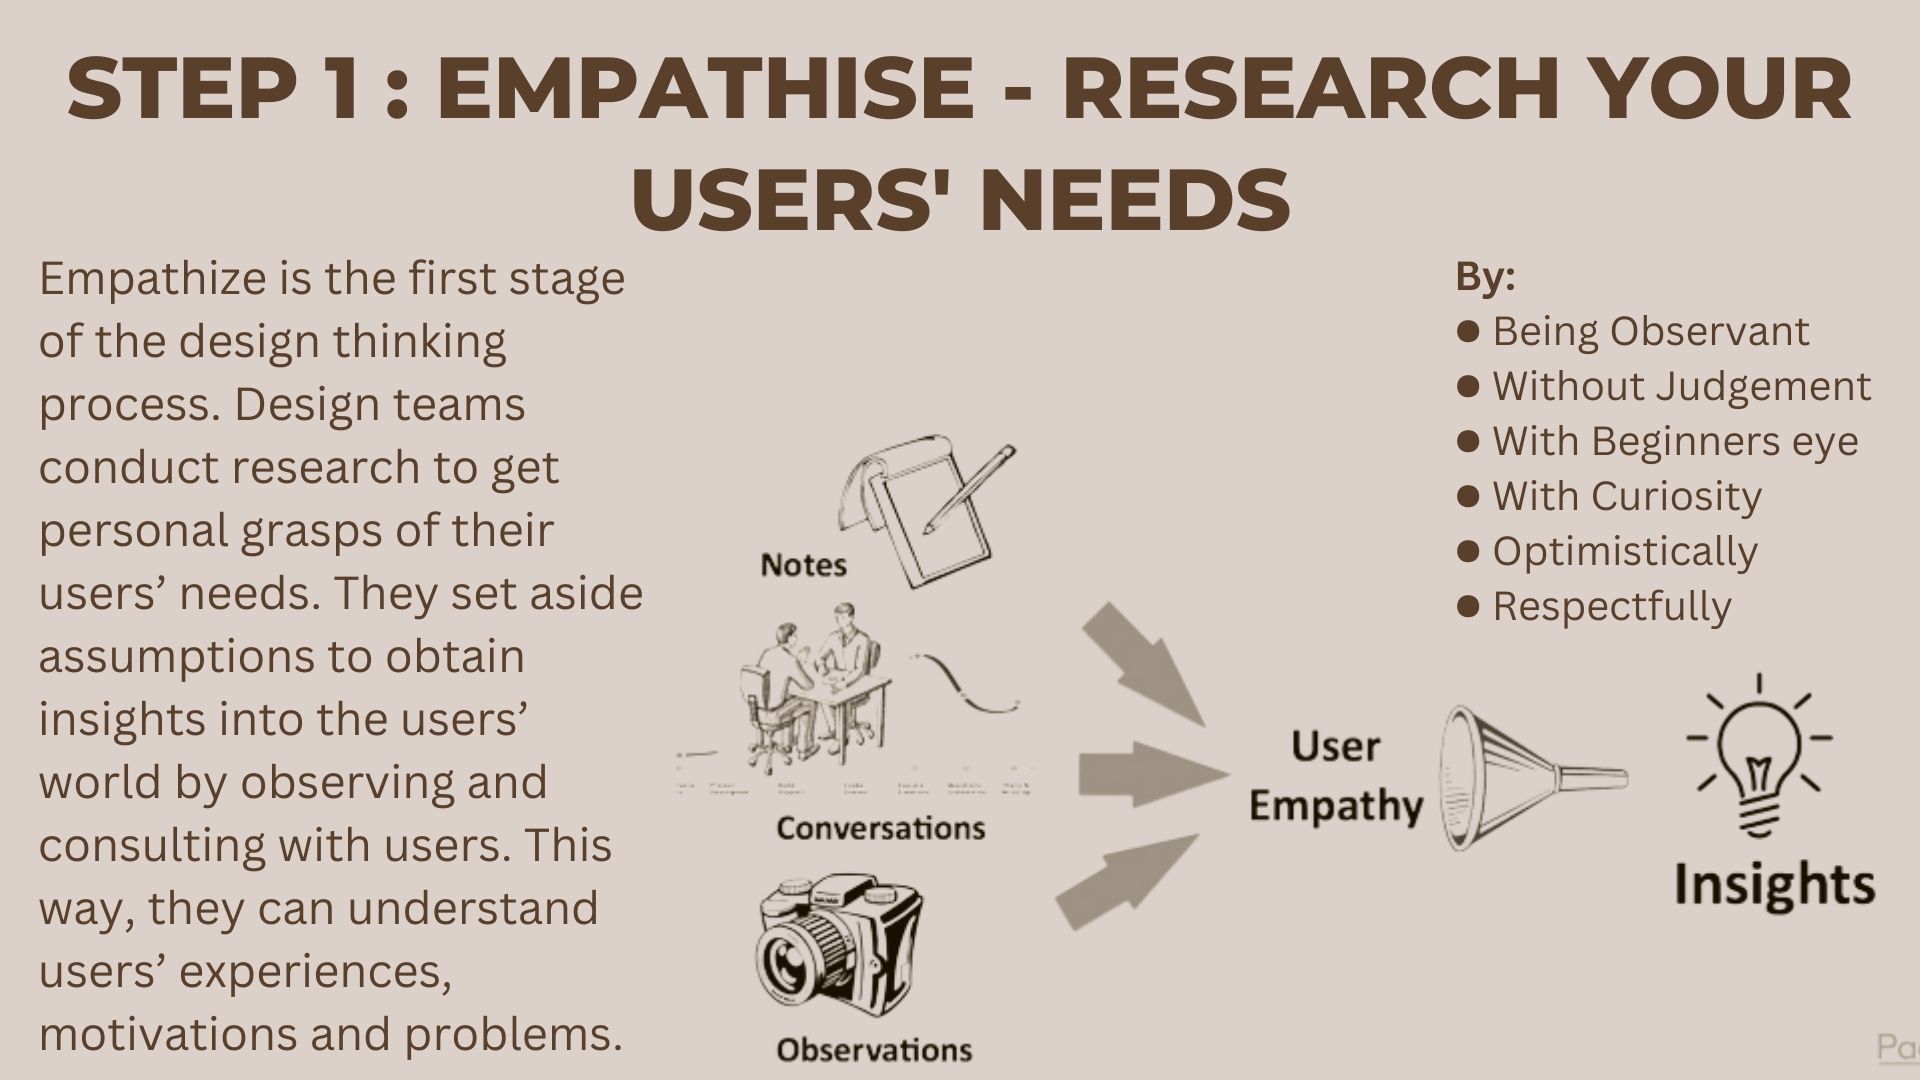 STEP 1 : EMPATHISE - RESEARCH YOUR
USERS' NEEDS
Empathize is the first stage
of the design thinking
process. Design teams
conduct research to get
personal grasps of their
users’ needs. They set aside
assumptions to obtain
insights into the users’
world by observing and
consulting with users. This
way, they can understand
users’ experiences,
motivations and problems.
Notes
Conversations
Observations
User
Empathy
By:
● Being Observant
● Without Judgement
● With Beginners eye
● With Curiosity
● Optimistically
● Respectfully
Insights